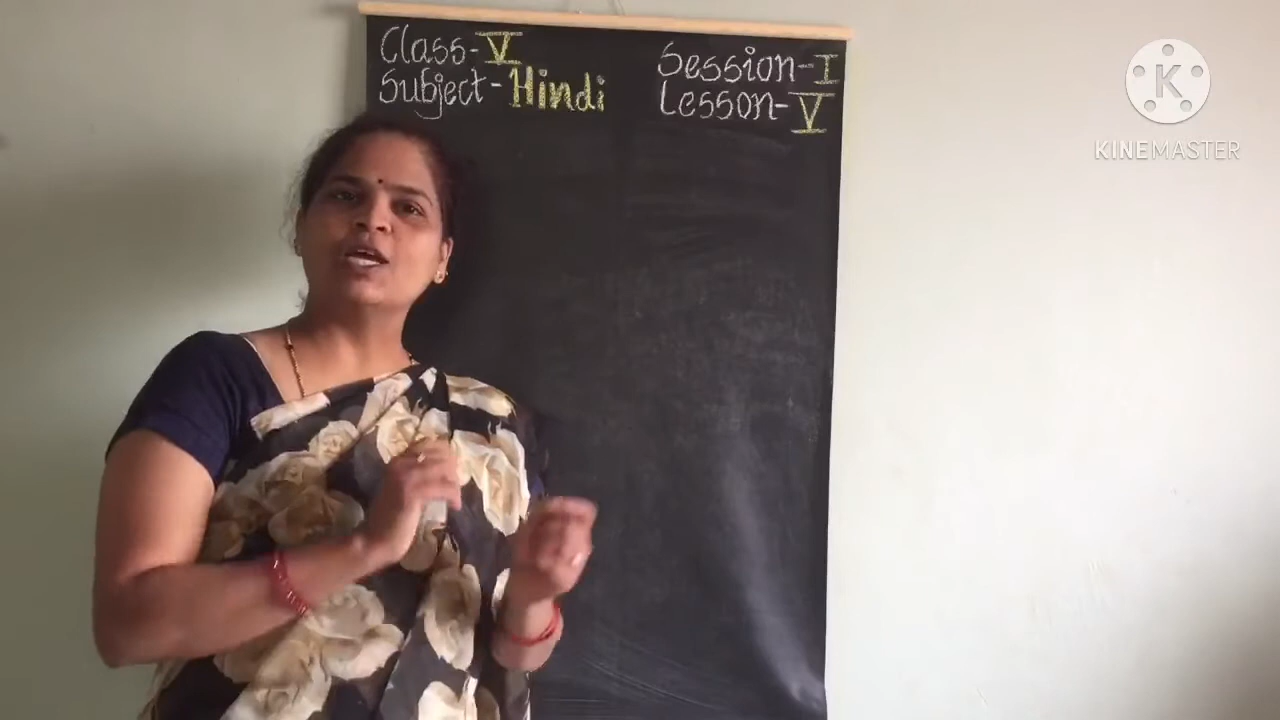 Class-V
Subject-Hindi
Session-I
Lesson-V
K
KINEMASTER